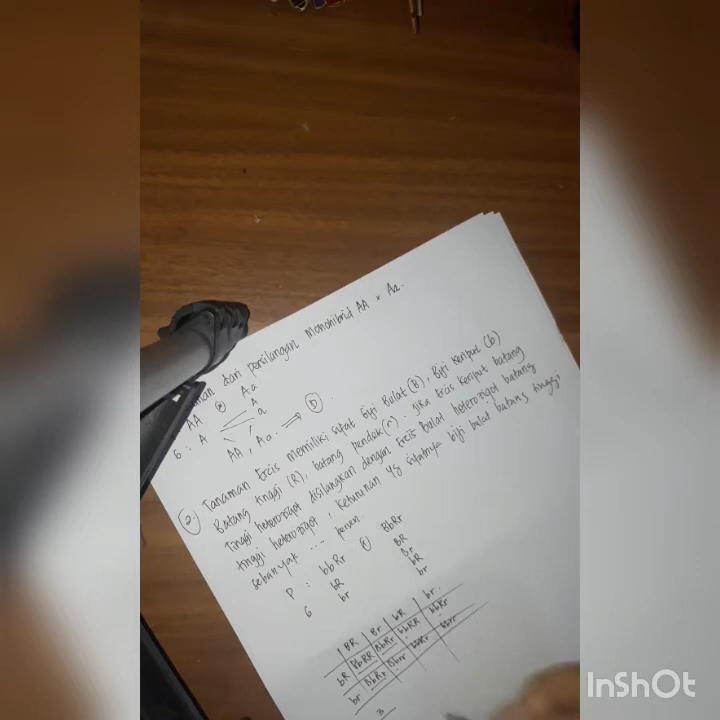 dari persilangan Monohibrid AA × Aa.
AA ⊗ Aa
G : A A
a
AA, Aa. ⟹ (D)
(2.) Tanaman Ercis memiliki sifat Biji Bulat (B), Biji keriput (b)
Batang tinggi (R), batang pendek (r). Jika Ercis keriput batang
Tinggi heterozigot disilangkan dengan Ercis Bulat heterozigot batang
tinggi heterozigot, keturunan yg sifatnya biji bulat batang tinggi
sebanyak .... persen.
P : bbRr ⊗ BbRr
G bR BR
br Br
bR
br
| BR | Br | bR | br.
bR | BbRR | BbRr | bbRR | bbRr
br | BbRr | Bbrr | bbRr | bbrr
3
InShOt